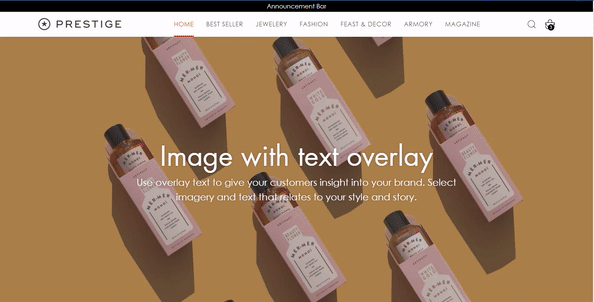 Announcement Bar
PRESTIGE
HOME BEST SELLER JEWELERY FASHION FEAST & DECOR ARMORY MAGAZINE
Image with text overlay
Use overlay text to give your customers insight into your brand. Select
imagery and text that relates to your style and story.